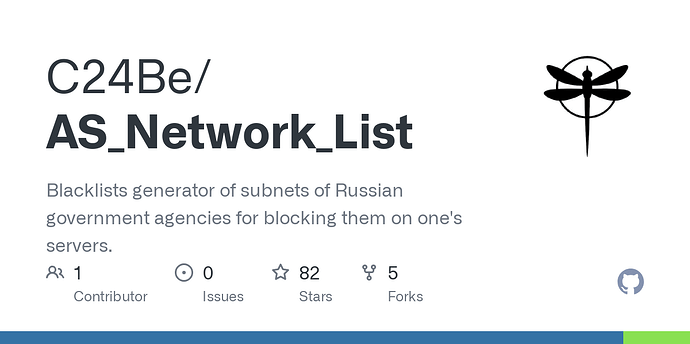 C24Be/
AS_Network_List
Blacklists generator of subnets of Russian
government agencies for blocking them on one's
servers.
1 0 82 5
Contributor Issues Stars Forks